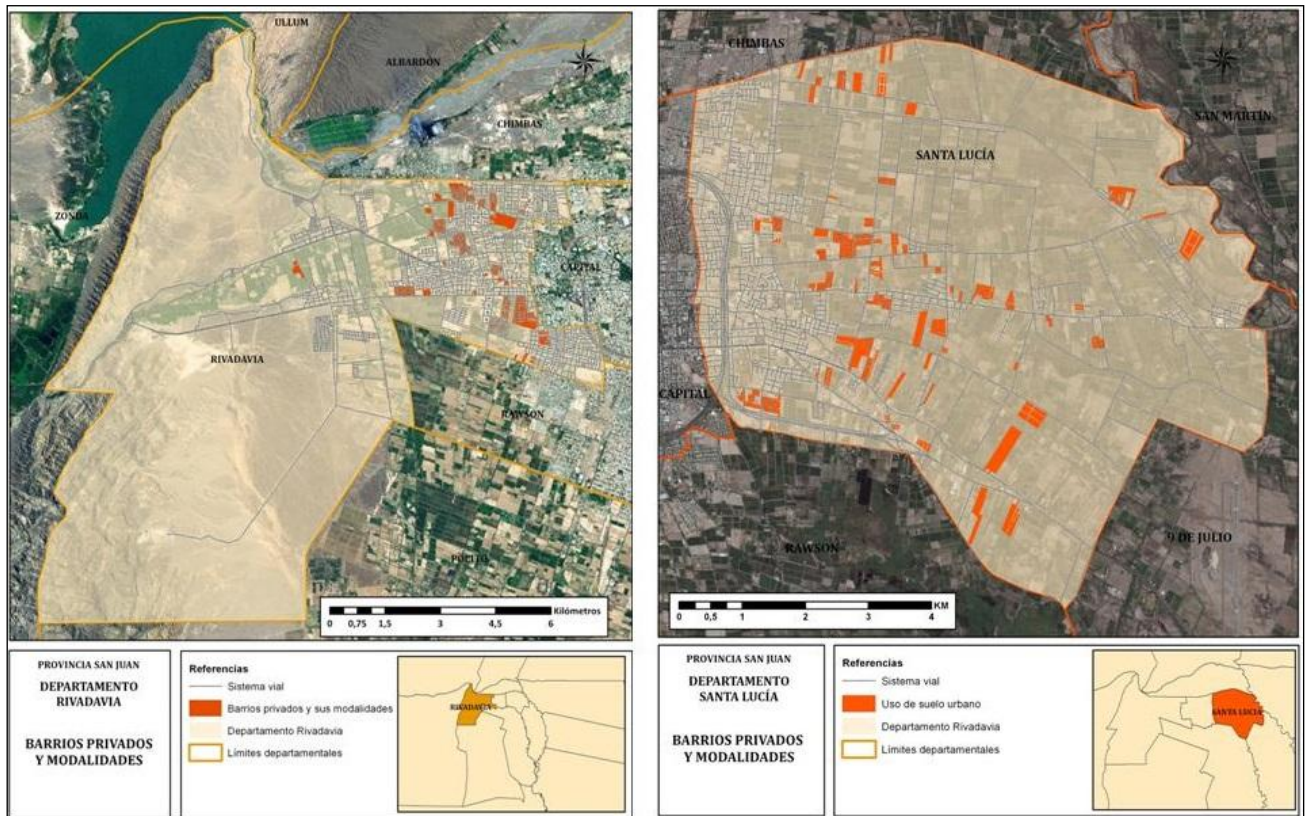 ULLUM
ALBARDON
CHIMBAS
ZONDA
CAPITAL
RIVADAVIA
RAWSON
POCITO
Kilómetros
0 0,75 1,5 3 4,5 6
PROVINCIA SAN JUAN
DEPARTAMENTO
RIVADAVIA
BARRIOS PRIVADOS
Y MODALIDADES
Referencias
Sistema vial
Barrios privados y sus modalidades
Departamento Rivadavia
Límites departamentales
RIVADAVIA
CHIMBAS
SAN MARTÍN
SANTA LUCÍA
CAPITAL
RAWSON
9 DE JULIO
KM
0 0,5 1 2 3 4
PROVINCIA SAN JUAN
DEPARTAMENTO
SANTA LUCÍA
BARRIOS PRIVADOS
Y MODALIDADES
Referencias
Sistema vial
Uso de suelo urbano
Departamento Rivadavia
Límites departamentales
SANTA LUCIA